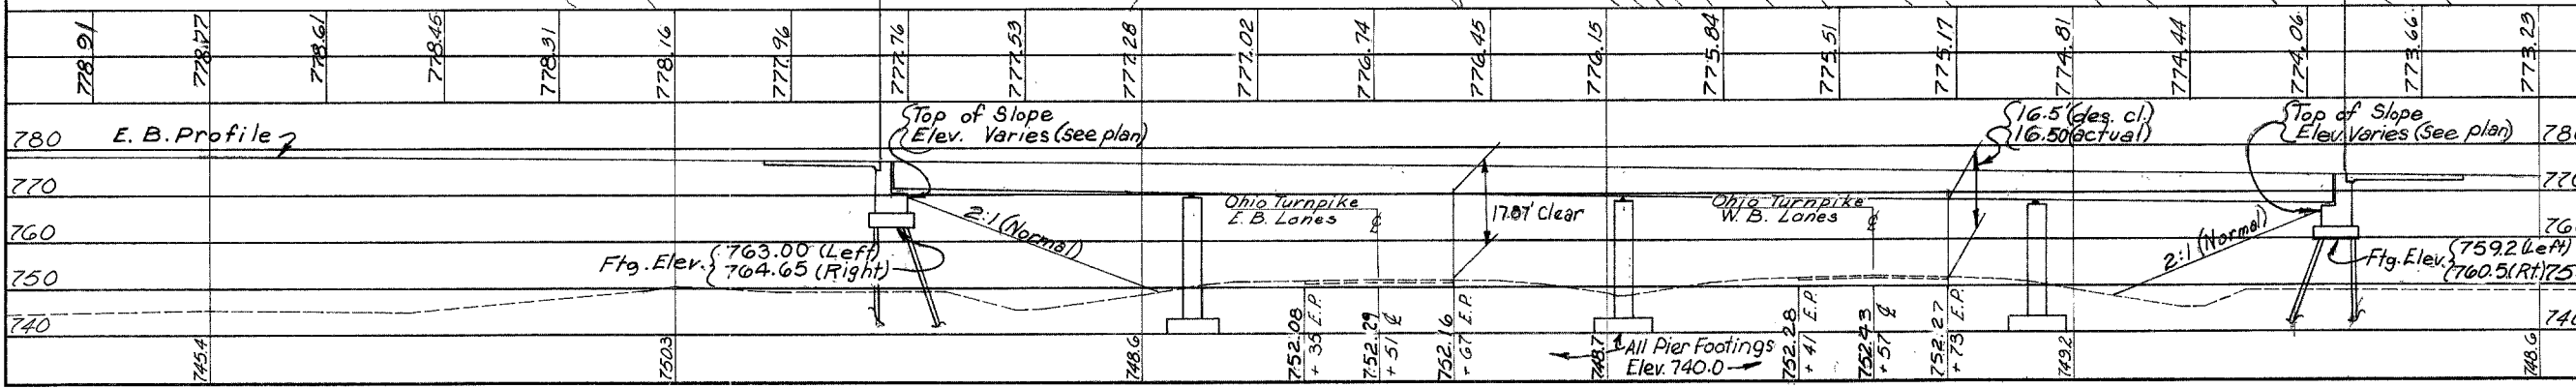 778.91
778.77
778.61
778.45
778.31
778.16
777.96
777.76
777.53
777.28
777.02
776.74
776.45
776.15
775.84
775.51
775.17
774.81
774.44
774.06
773.66
773.23
780
E. B. Profile
Top of Slope
Elev. Varies (see plan)
16.5' (des. cl.)
16.50 (actual)
Top of Slope
Elev. Varies (see plan)
780
770
760
750
740
Ohio Turnpike
E. B. Lanes
℄
17.07' Clear
Ohio Turnpike
W. B. Lanes
℄
770
2:1 (Normal)
Ftg. Elev. 763.00 (Left)
764.65 (Right)
2:1 (Normal)
Ftg. Elev. 759.2 (Left)
760.5 (Rt)
745.4
750.3
748.6
752.08
+ 35 E.P.
752.29
+ 51 ℄
752.16
+ 67 E.P.
748.7
All Pier Footings
Elev. 740.0
752.28
+ 41 E.P.
752.43
+ 57 ℄
752.27
+ 73 E.P.
749.2
748.6